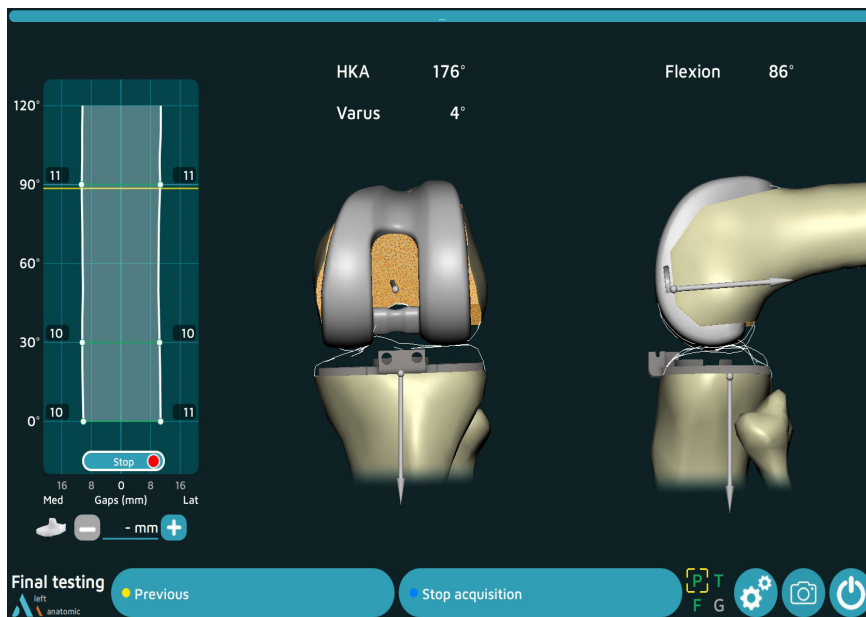 HKA 176° Flexion 86°
Varus 4°
120°
11 11
90°
60°
10 10
30°
10 11
0°
Stop
16 8 0 8 16
Med Gaps (mm) Lat
- mm
Final testing
left
anatomic
Previous
Stop acquisition
P T
F G